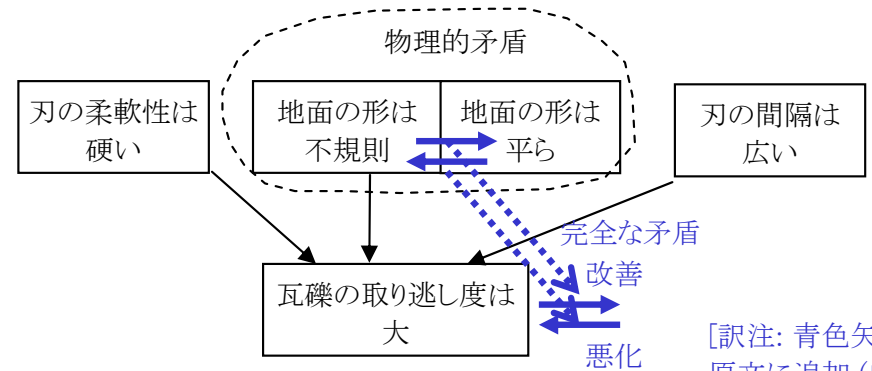 物理的矛盾
刃の柔軟性は
硬い
地面の形は
不規則
地面の形は
平ら
刃の間隔は
広い
完全な矛盾
改善
瓦礫の取り逃し度は
大
悪化
[訳注: 青色矢